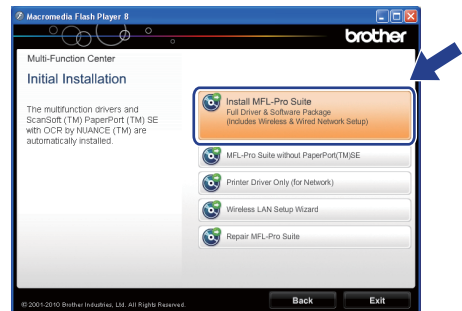 Macromedia Flash Player 8
brother
Multi-Function Center
Initial Installation
The multifunction drivers and
ScanSoft (TM) PaperPort (TM) SE
with OCR by NUANCE (TM) are
automatically installed.
Install MFL-Pro Suite
Full Driver & Software Package
(Includes Wireless & Wired Network Setup)
MFL-Pro Suite without PaperPort(TM)SE
Printer Driver Only (for Network)
Wireless LAN Setup Wizard
Repair MFL-Pro Suite
© 2001-2010 Brother Industries, Ltd. All Rights Reserved.
Back
Exit